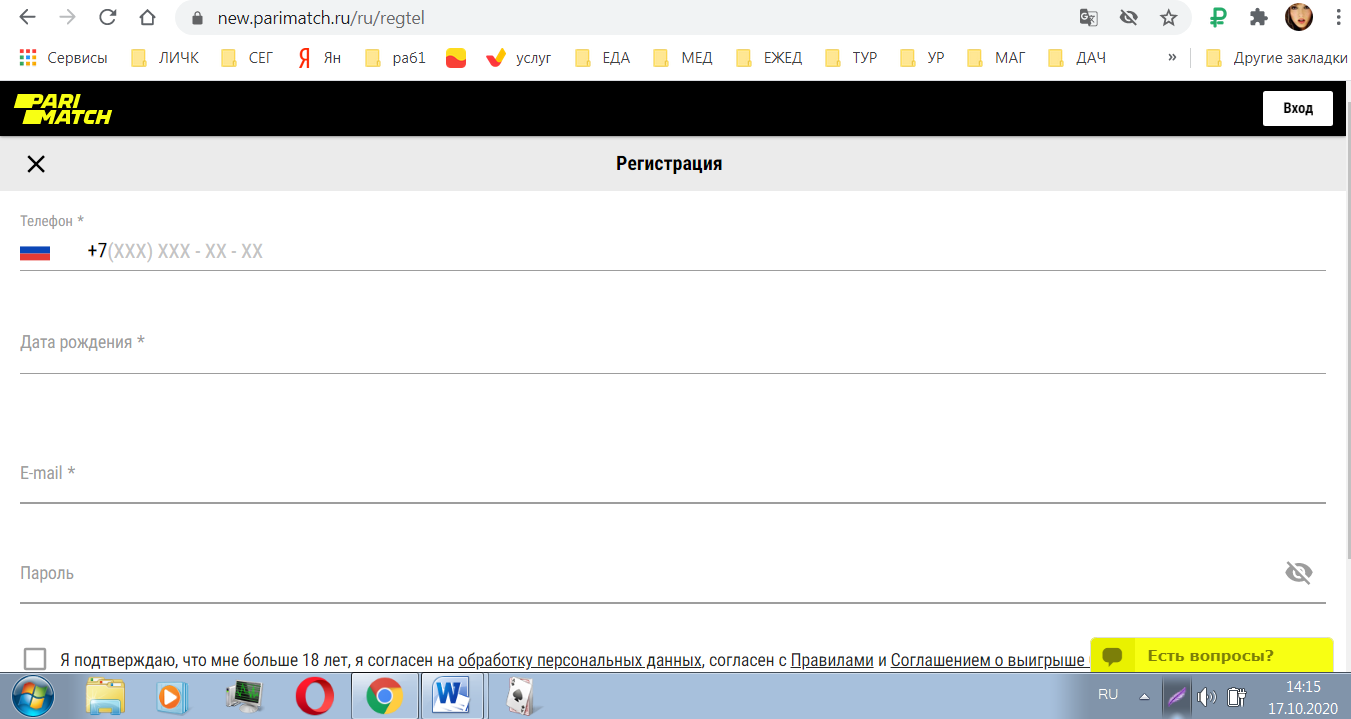 new.parimatch.ru/ru/regtel
Сервисы ЛИЧК СЕГ Ян раб1 услуг ЕДА МЕД ЕЖЕД ТУР УР МАГ ДАЧ » Другие закладки
PARI MATCH
Вход
Регистрация
Телефон *
+7(XXX) XXX - XX - XX
Дата рождения *
E-mail *
Пароль
Я подтверждаю, что мне больше 18 лет, я согласен на обработку персональных данных, согласен с Правилами и Соглашением о выигрыше
Есть вопросы?
RU 14:15
17.10.2020